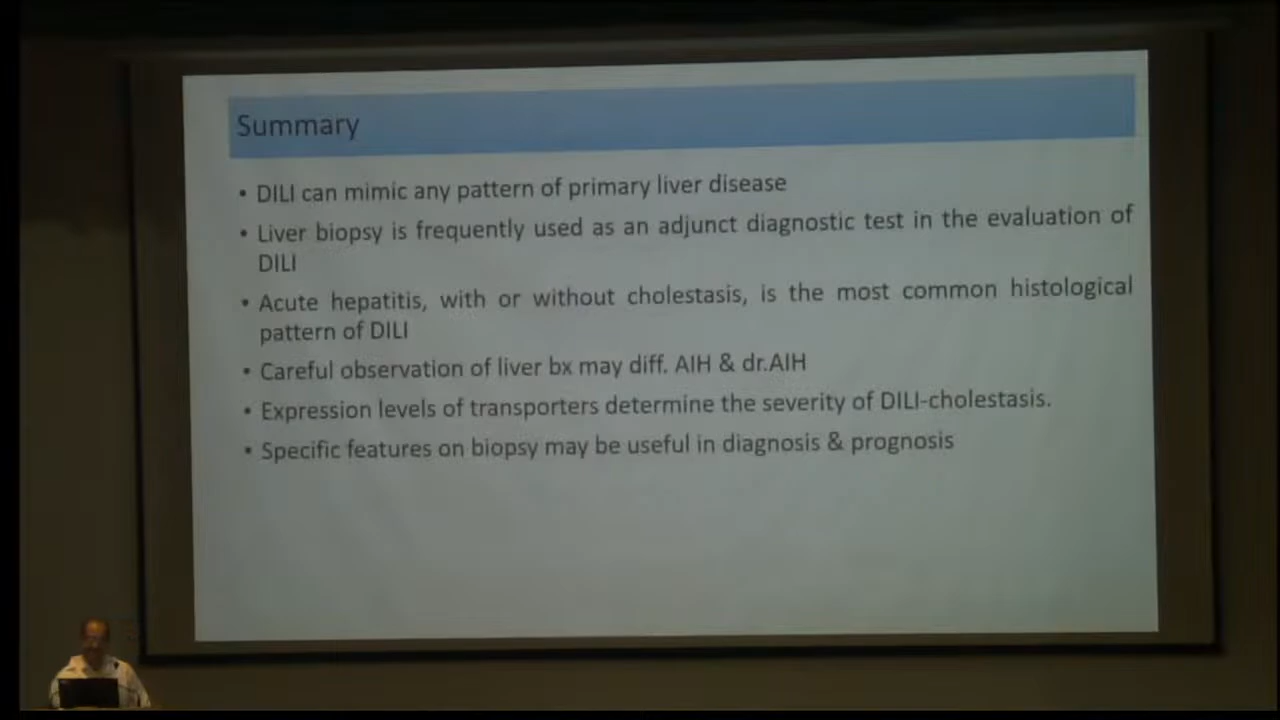 Summary
• DILI can mimic any pattern of primary liver disease
• Liver biopsy is frequently used as an adjunct diagnostic test in the evaluation of
DILI
• Acute hepatitis, with or without cholestasis, is the most common histological
pattern of DILI
• Careful observation of liver bx may diff. AIH & dr.AIH
• Expression levels of transporters determine the severity of DILI-cholestasis.
• Specific features on biopsy may be useful in diagnosis & prognosis